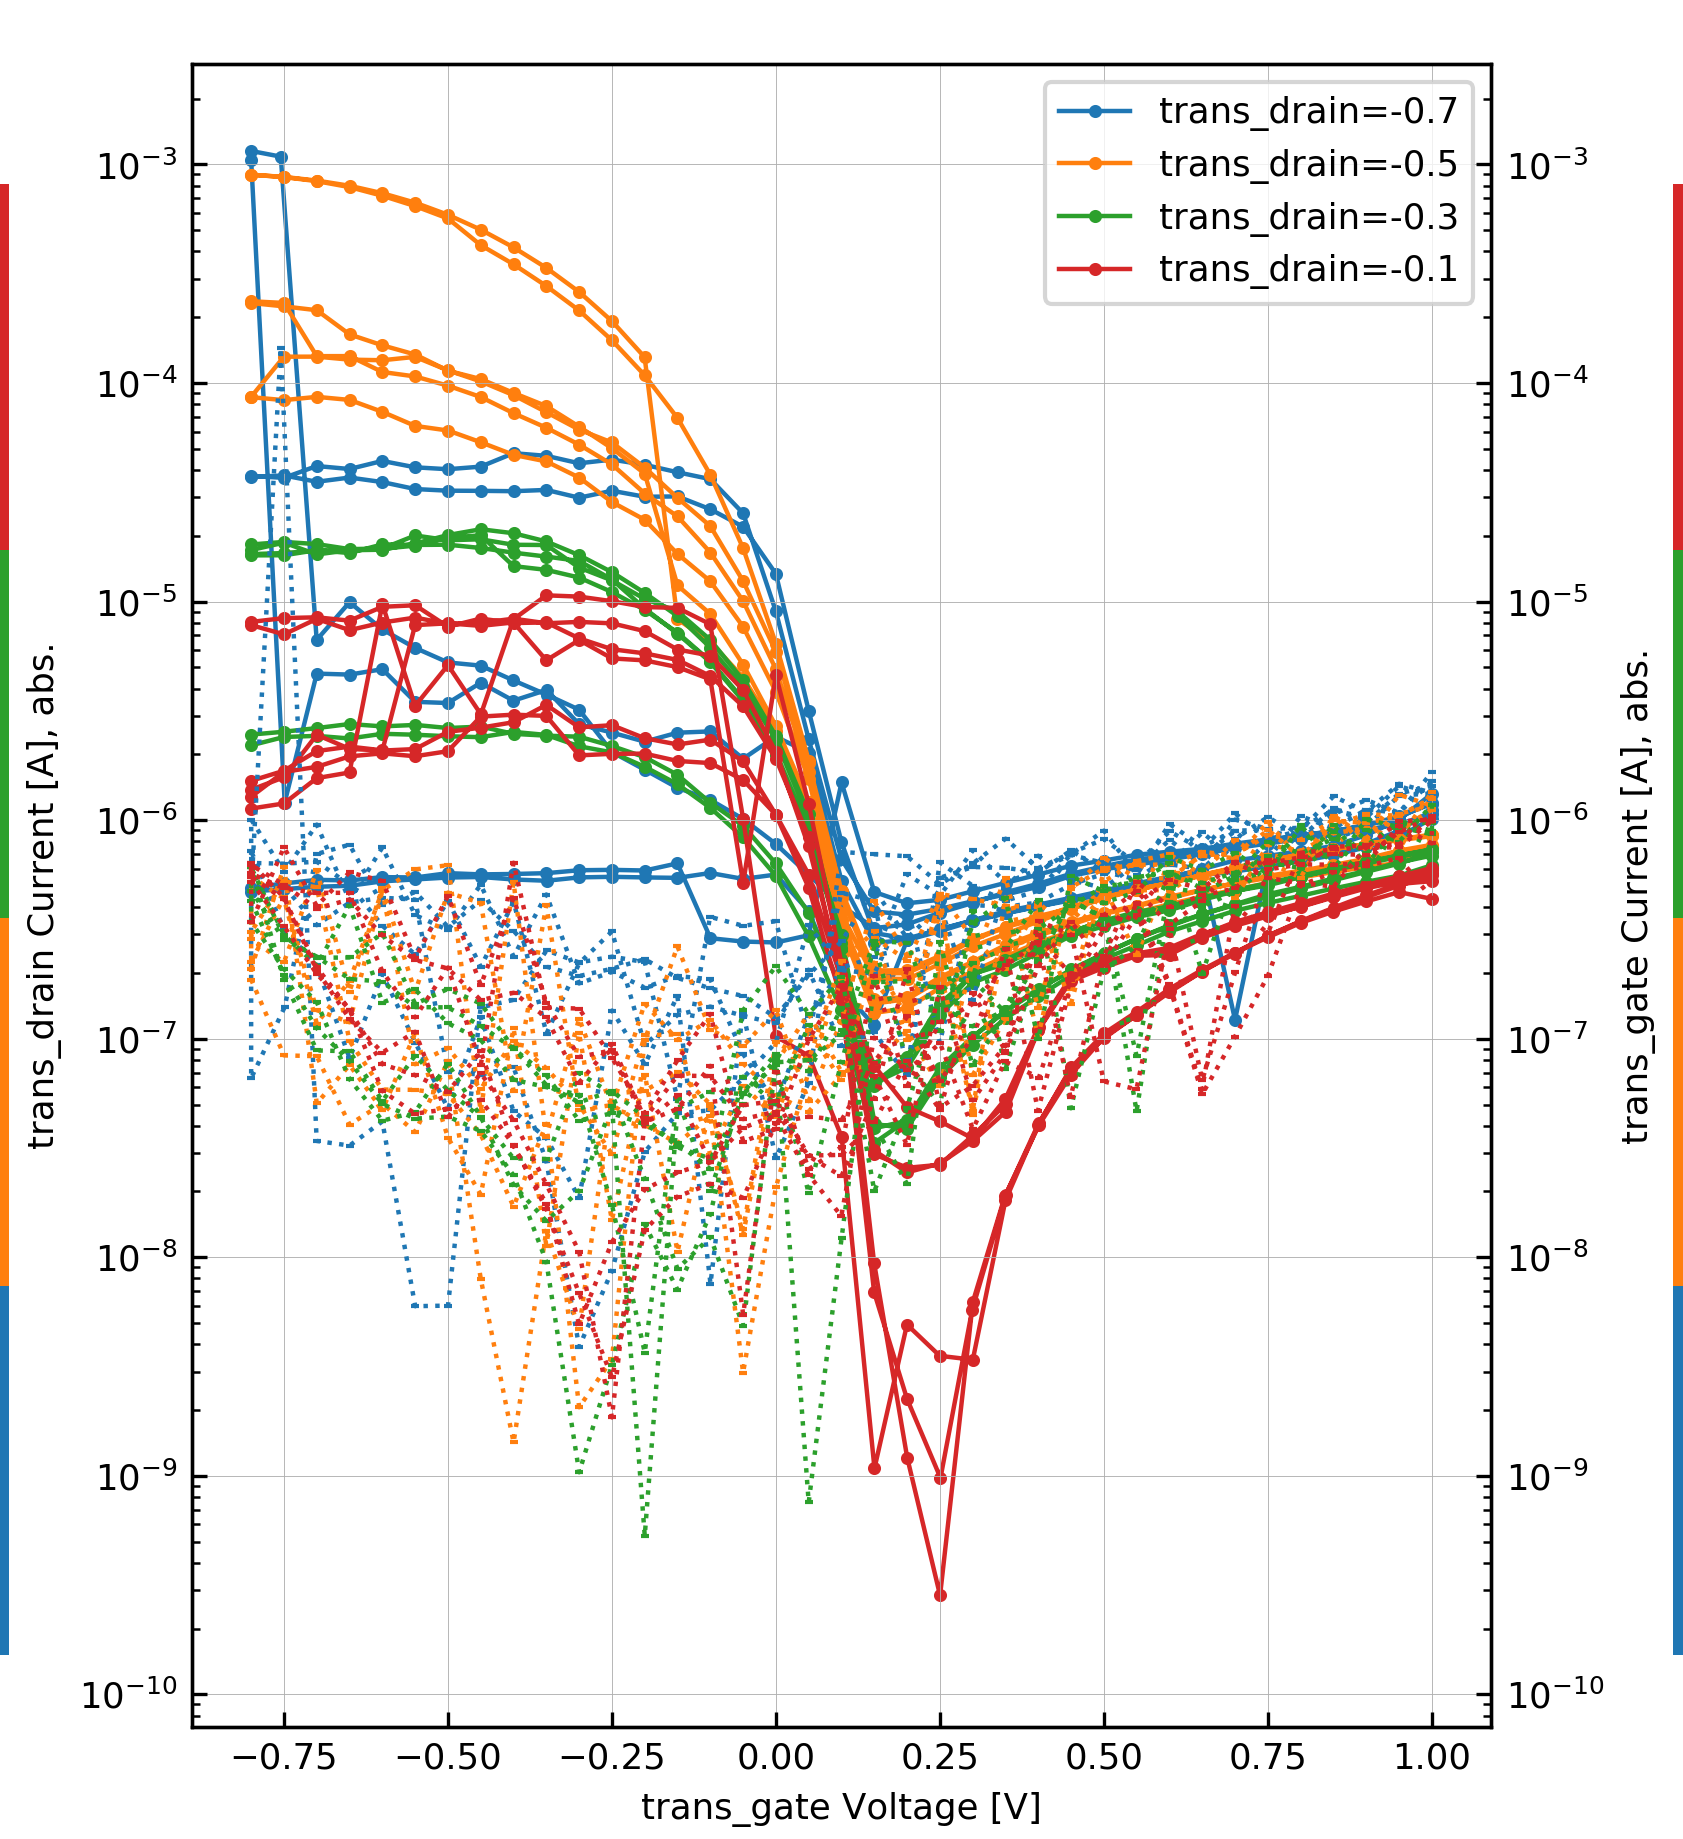 trans_drain=-0.7
trans_drain=-0.5
trans_drain=-0.3
trans_drain=-0.1
10⁻³
10⁻⁴
10⁻⁵
10⁻⁶
10⁻⁷
10⁻⁸
10⁻⁹
10⁻¹⁰
trans_drain Current [A], abs.
10⁻³
10⁻⁴
10⁻⁵
10⁻⁶
10⁻⁷
10⁻⁸
10⁻⁹
10⁻¹⁰
trans_gate Current [A], abs.
−0.75 −0.50 −0.25 0.00 0.25 0.50 0.75 1.00
trans_gate Voltage [V]